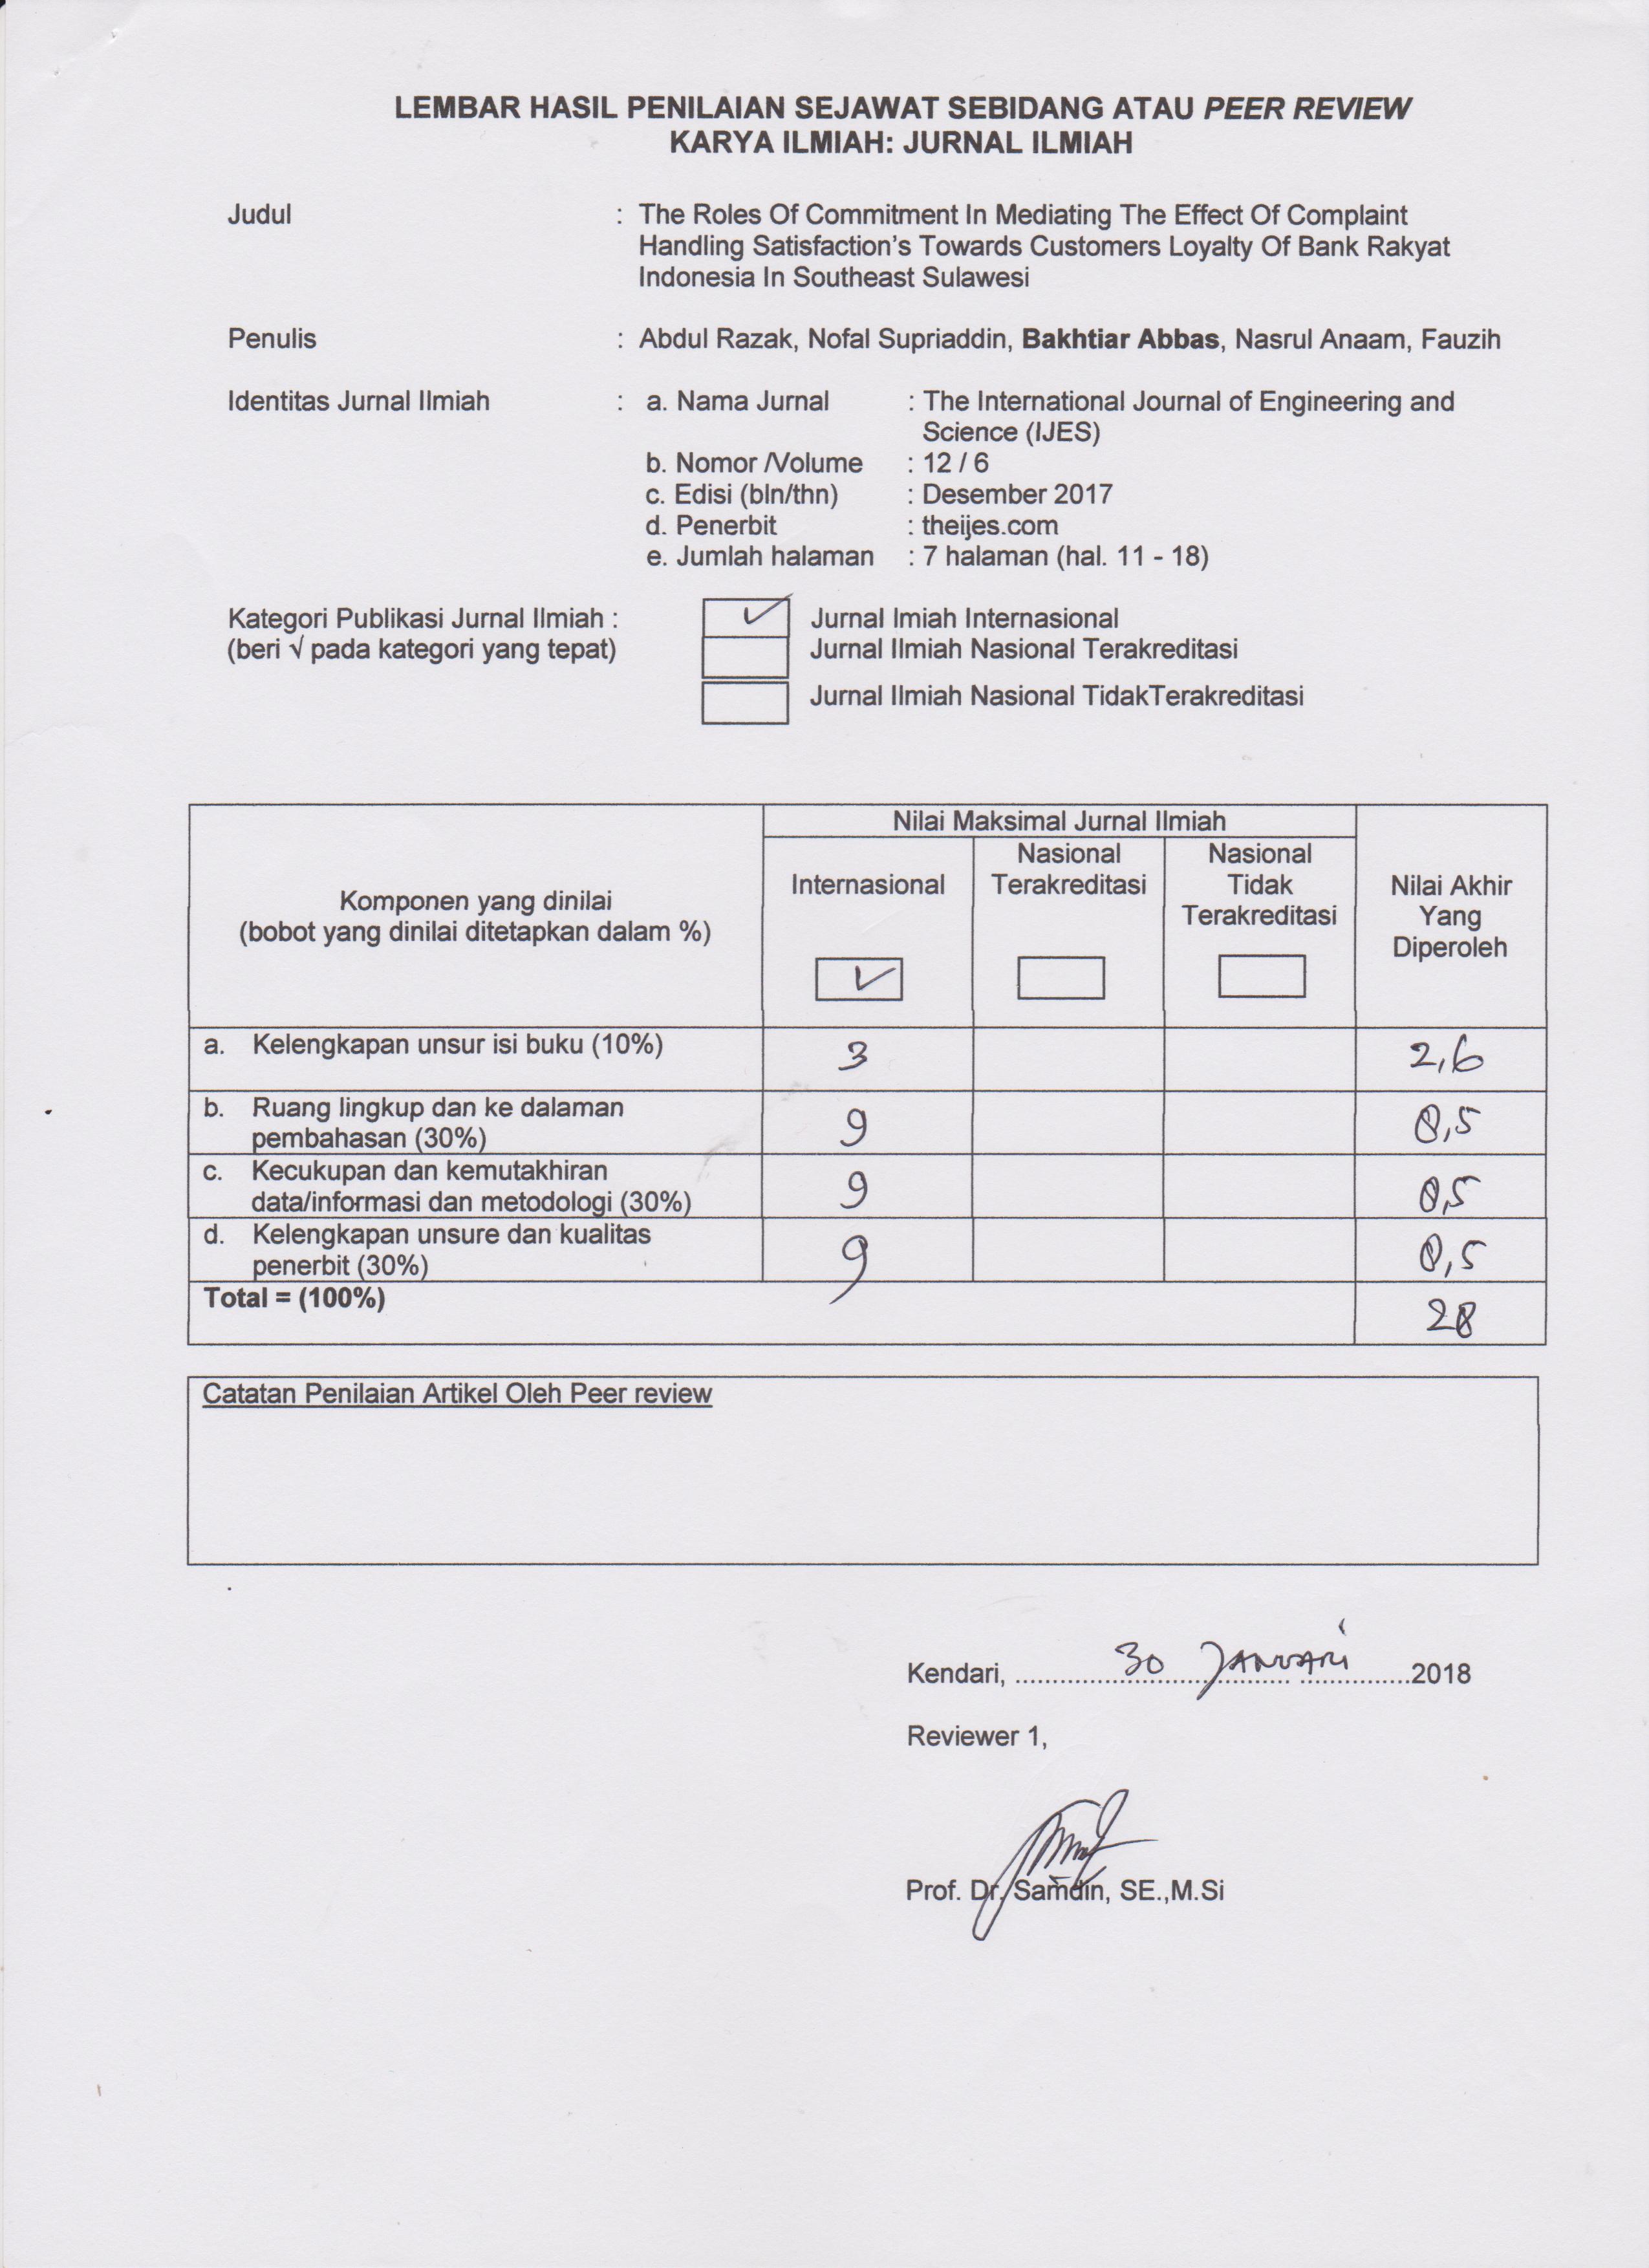 LEMBAR HASIL PENILAIAN SEJAWAT SEBIDANG ATAU PEER REVIEW
KARYA ILMIAH: JURNAL ILMIAH
Judul : The Roles Of Commitment In Mediating The Effect Of Complaint
Handling Satisfaction's Towards Customers Loyalty Of Bank Rakyat
Indonesia In Southeast Sulawesi
Penulis : Abdul Razak, Nofal Supriaddin, Bakhtiar Abbas, Nasrul Anaam, Fauzih
Identitas Jurnal Ilmiah : a. Nama Jurnal : The International Journal of Engineering and
Science (IJES)
b. Nomor /Volume : 12 / 6
c. Edisi (bln/thn) : Desember 2017
d. Penerbit : theijes.com
e. Jumlah halaman : 7 halaman (hal. 11 - 18)
Kategori Publikasi Jurnal Ilmiah : ✓ Jurnal Imiah Internasional
(beri √ pada kategori yang tepat) Jurnal Ilmiah Nasional Terakreditasi
Jurnal Ilmiah Nasional TidakTerakreditasi
Komponen yang dinilai
(bobot yang dinilai ditetapkan dalam %)
Nilai Maksimal Jurnal Ilmiah
Internasional
✓
Nasional
Terakreditasi
Nasional
Tidak
Terakreditasi
Nilai Akhir
Yang
Diperoleh
a. Kelengkapan unsur isi buku (10%) 3 2,6
b. Ruang lingkup dan ke dalaman
pembahasan (30%) 9 8,5
c. Kecukupan dan kemutakhiran
data/informasi dan metodologi (30%) 9 8,5
d. Kelengkapan unsure dan kualitas
penerbit (30%) 9 8,5
Total = (100%) 28
Catatan Penilaian Artikel Oleh Peer review
Kendari, 30 JANUARI 2018
Reviewer 1,
Prof. Dr. Samdin, SE.,M.Si